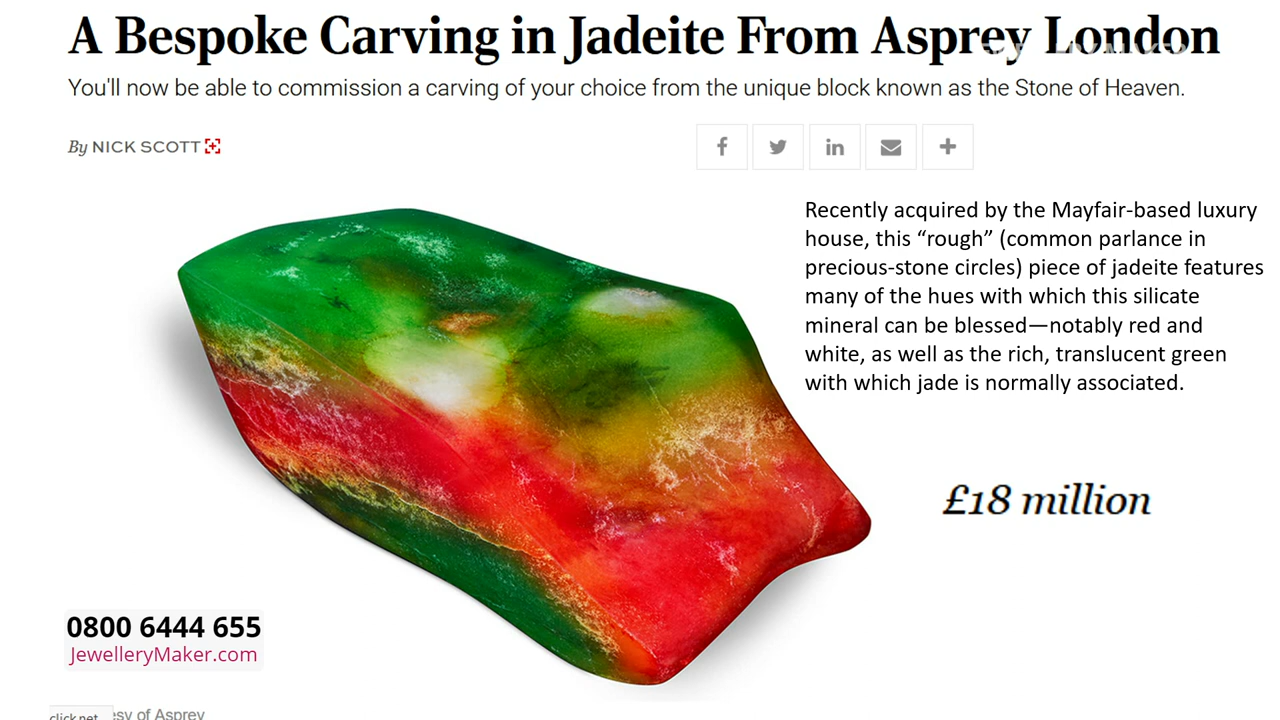 A Bespoke Carving in Jadeite From Asprey London
You'll now be able to commission a carving of your choice from the unique block known as the Stone of Heaven.
By NICK SCOTT
Recently acquired by the Mayfair-based luxury
house, this “rough” (common parlance in
precious-stone circles) piece of jadeite features
many of the hues with which this silicate
mineral can be blessed—notably red and
white, as well as the rich, translucent green
with which jade is normally associated.
£18 million
0800 6444 655
JewelleryMaker.com
click.net
of Asprey